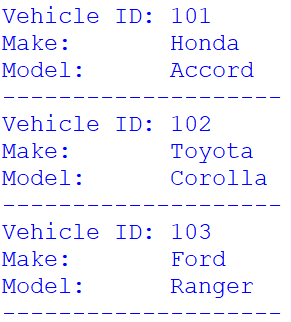 Vehicle ID: 101
Make:       Honda
Model:      Accord
--------------------
Vehicle ID: 102
Make:       Toyota
Model:      Corolla
--------------------
Vehicle ID: 103
Make:       Ford
Model:      Ranger
--------------------